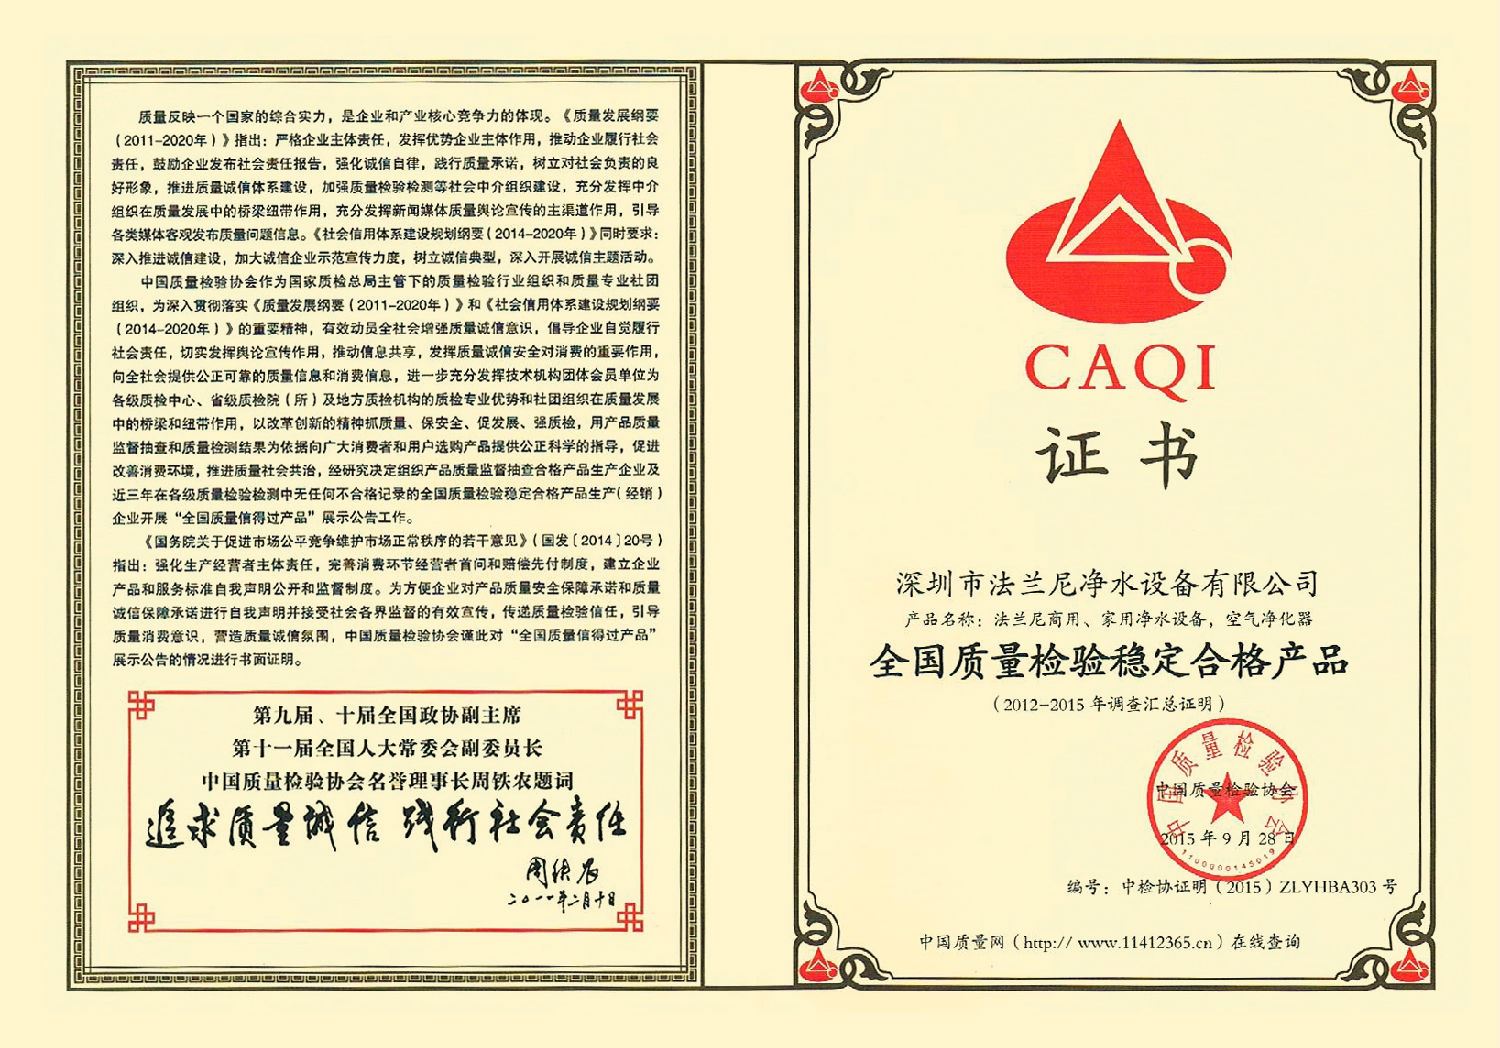 质量反映一个国家的综合实力，是企业和产业核心竞争力的体现。《质量发展纲要
（2011-2020年）》指出：严格企业主体责任，发挥优势企业主体作用，推动企业履行社会
责任，鼓励企业发布社会责任报告，强化诚信自律，践行质量承诺，树立对社会负责的良
好形象，推进质量诚信体系建设，加强质量检验检测等社会中介组织建设，充分发挥中介
组织在质量发展中的桥梁纽带作用，充分发挥新闻媒体质量舆论宣传的主渠道作用，引导
各类媒体客观发布质量问题信息。《社会信用体系建设规划纲要（2014-2020年）》同时要求：
深入推进诚信建设，加大诚信企业示范宣传力度，树立诚信典型，深入开展诚信主题活动。
中国质量检验协会作为国家质检总局主管下的质量检验行业组织和质量专业社团
组织，为深入贯彻落实《质量发展纲要（2011-2020年）》和《社会信用体系建设规划纲要
（2014-2020年）》的重要精神，有效动员全社会增强质量诚信意识，倡导企业自觉履行
社会责任，切实发挥舆论宣传作用，推动信息共享，发挥质量诚信安全对消费的重要作用，
向全社会提供公正可靠的质量信息和消费信息，进一步充分发挥技术机构团体会员单位为
各级质检中心、省级质检院（所）及地方质检机构的质检专业优势和社团组织在质量发展
中的桥梁和纽带作用，以改革创新的精神抓质量、保安全、促发展、强质检，用产品质量
监督抽查和质量检测结果为依据向广大消费者和用户选购产品提供公正科学的指导，促进
改善消费环境，推进质量社会共治，经研究决定组织产品质量监督抽查合格产品生产企业及
近三年在各级质量检验检测中无任何不合格记录的全国质量检验稳定合格产品生产（经销）
企业开展“全国质量信得过产品”展示公告工作。
《国务院关于促进市场公平竞争维护市场正常秩序的若干意见》（国发〔2014〕20号）
指出：强化生产经营者主体责任，完善消费环节经营者首问和赔偿先付制度，建立企业
产品和服务标准自我声明公开和监督制度。为方便企业对产品质量安全保障承诺和质量
诚信保障承诺进行自我声明并接受社会各界监督的有效宣传，传递质量检验信任，引导
质量消费意识，营造质量诚信氛围，中国质量检验协会谨此对“全国质量信得过产品”
展示公告的情况进行书面证明。
第九届、十届全国政协副主席
第十一届全国人大常委会副委员长
中国质量检验协会名誉理事长周铁农题词
追求质量诚信 践行社会责任
周铁农
二〇一一年二月十日
CAQI
证书
深圳市法兰尼净水设备有限公司
产品名称：法兰尼商用、家用净水设备，空气净化器
全国质量检验稳定合格产品
（2012-2015 年调查汇总证明）
中国质量检验协会
中国质量检验协会
2015 年 9 月 28 日
1100000145019
编号：中检协证明（2015）ZLYHBA303 号
中国质量网（http:// www.11412365.cn）在线查询